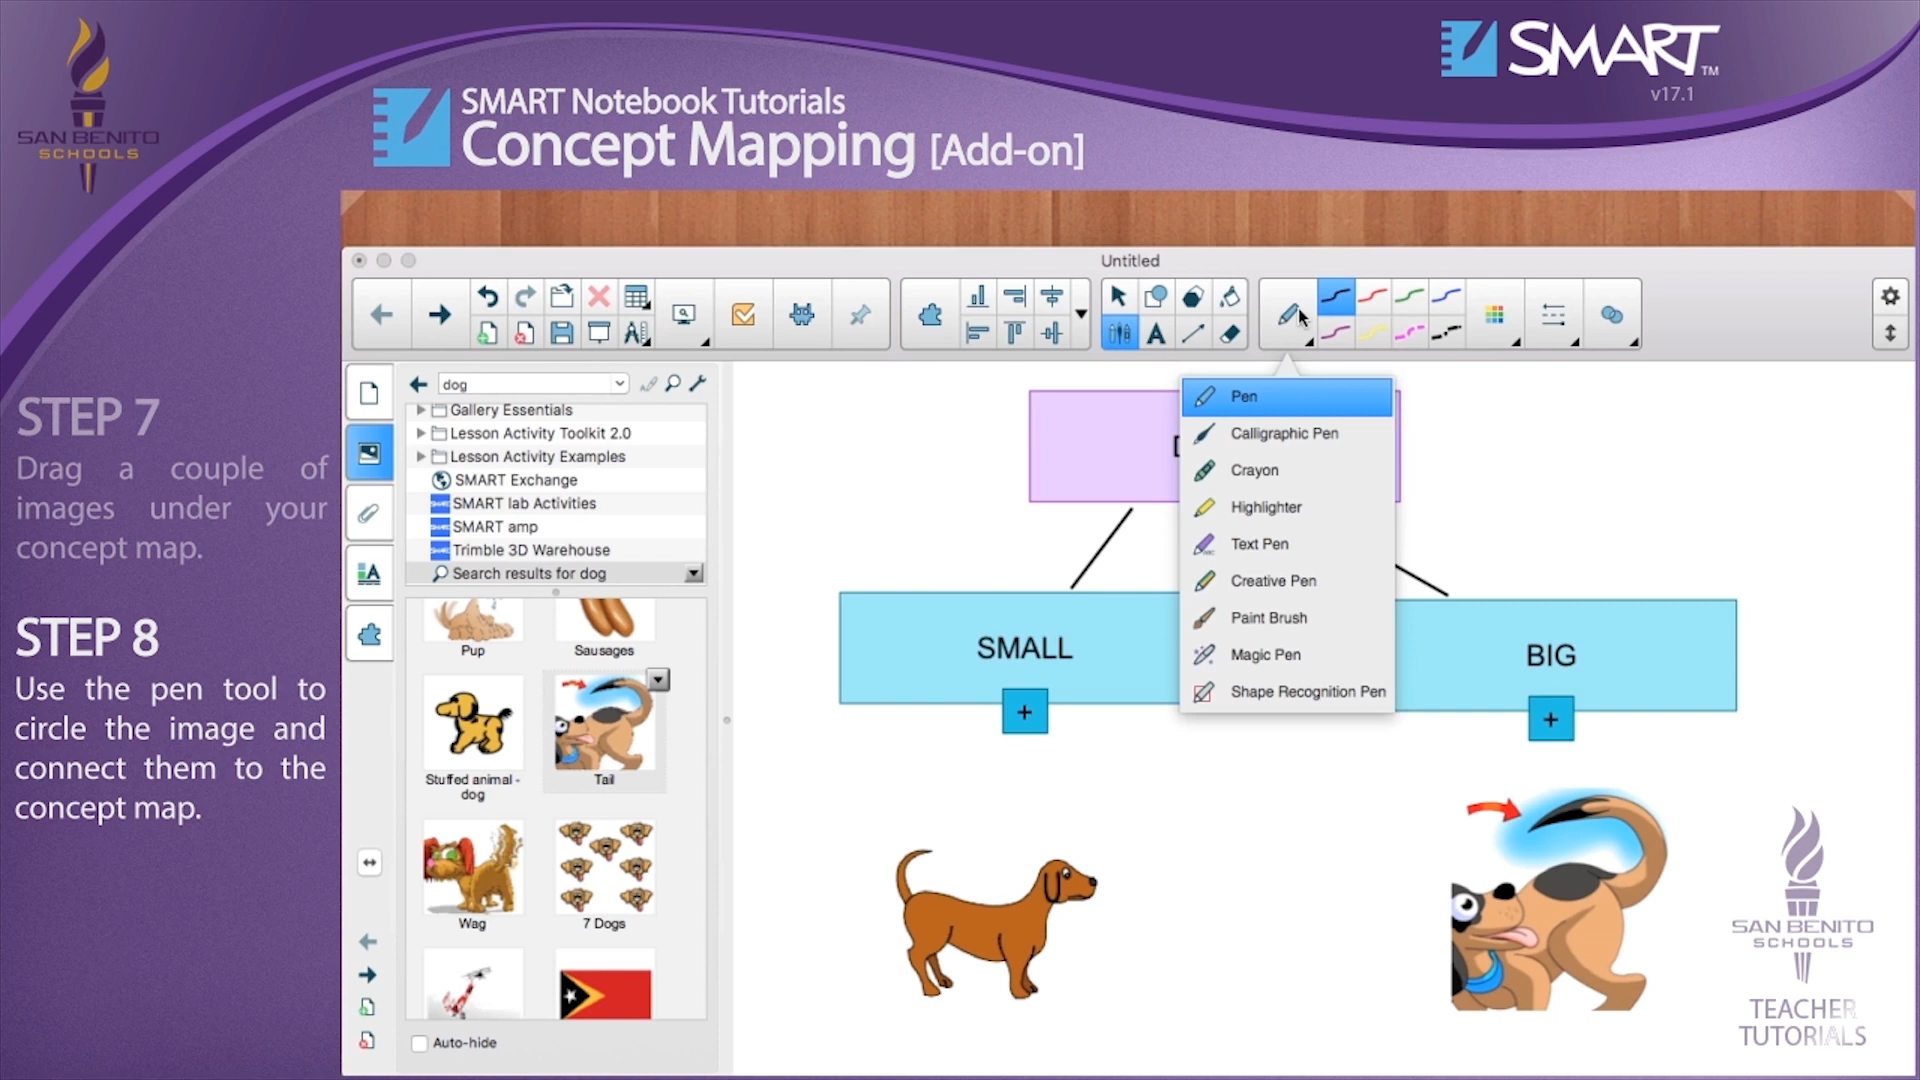 SAN BENITO
SCHOOLS
SMART Notebook Tutorials
Concept Mapping [Add-on]
SMART™
v17.1
STEP 7
Drag a couple of
images under your
concept map.
STEP 8
Use the pen tool to
circle the image and
connect them to the
concept map.
Untitled
dog
Gallery Essentials
Lesson Activity Toolkit 2.0
Lesson Activity Examples
SMART Exchange
SMART lab Activities
SMART amp
Trimble 3D Warehouse
Search results for dog
Pup
Sausages
Stuffed animal -
dog
Tail
Wag
7 Dogs
Auto-hide
Pen
Calligraphic Pen
Crayon
Highlighter
Text Pen
Creative Pen
Paint Brush
Magic Pen
Shape Recognition Pen
SMALL
+
BIG
+
SAN BENITO
SCHOOLS
TEACHER
TUTORIALS